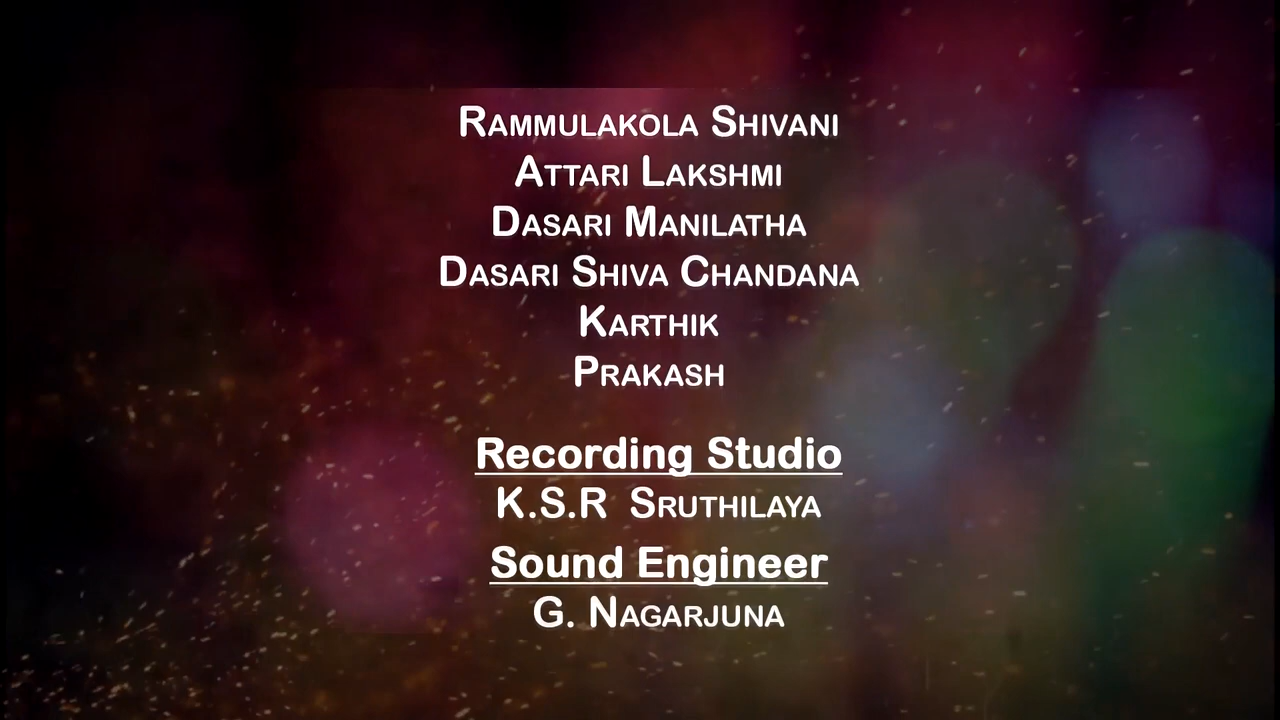 Rammulakola Shivani
Attari Lakshmi
Dasari Manilatha
Dasari Shiva Chandana
Karthik
Prakash
Recording Studio
K.S.R Sruthilaya
Sound Engineer
G. Nagarjuna